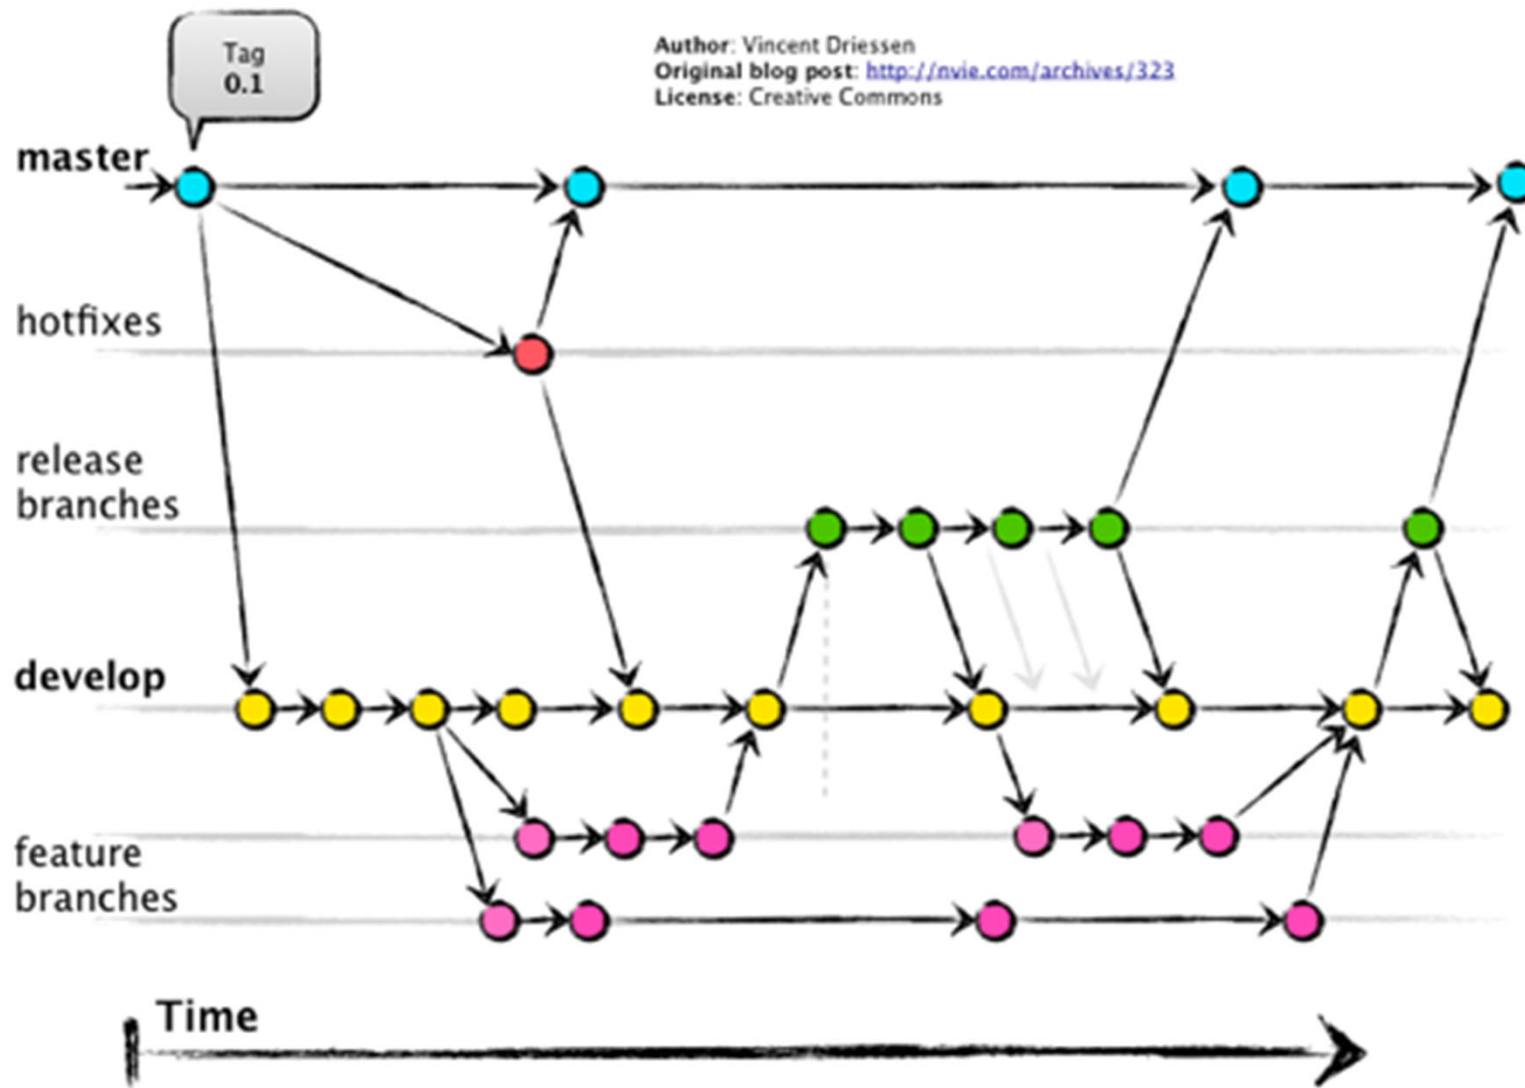 Tag
0.1
Author: Vincent Driessen
Original blog post: http://nvie.com/archives/323
License: Creative Commons
master
hotfixes
release
branches
develop
feature
branches
Time